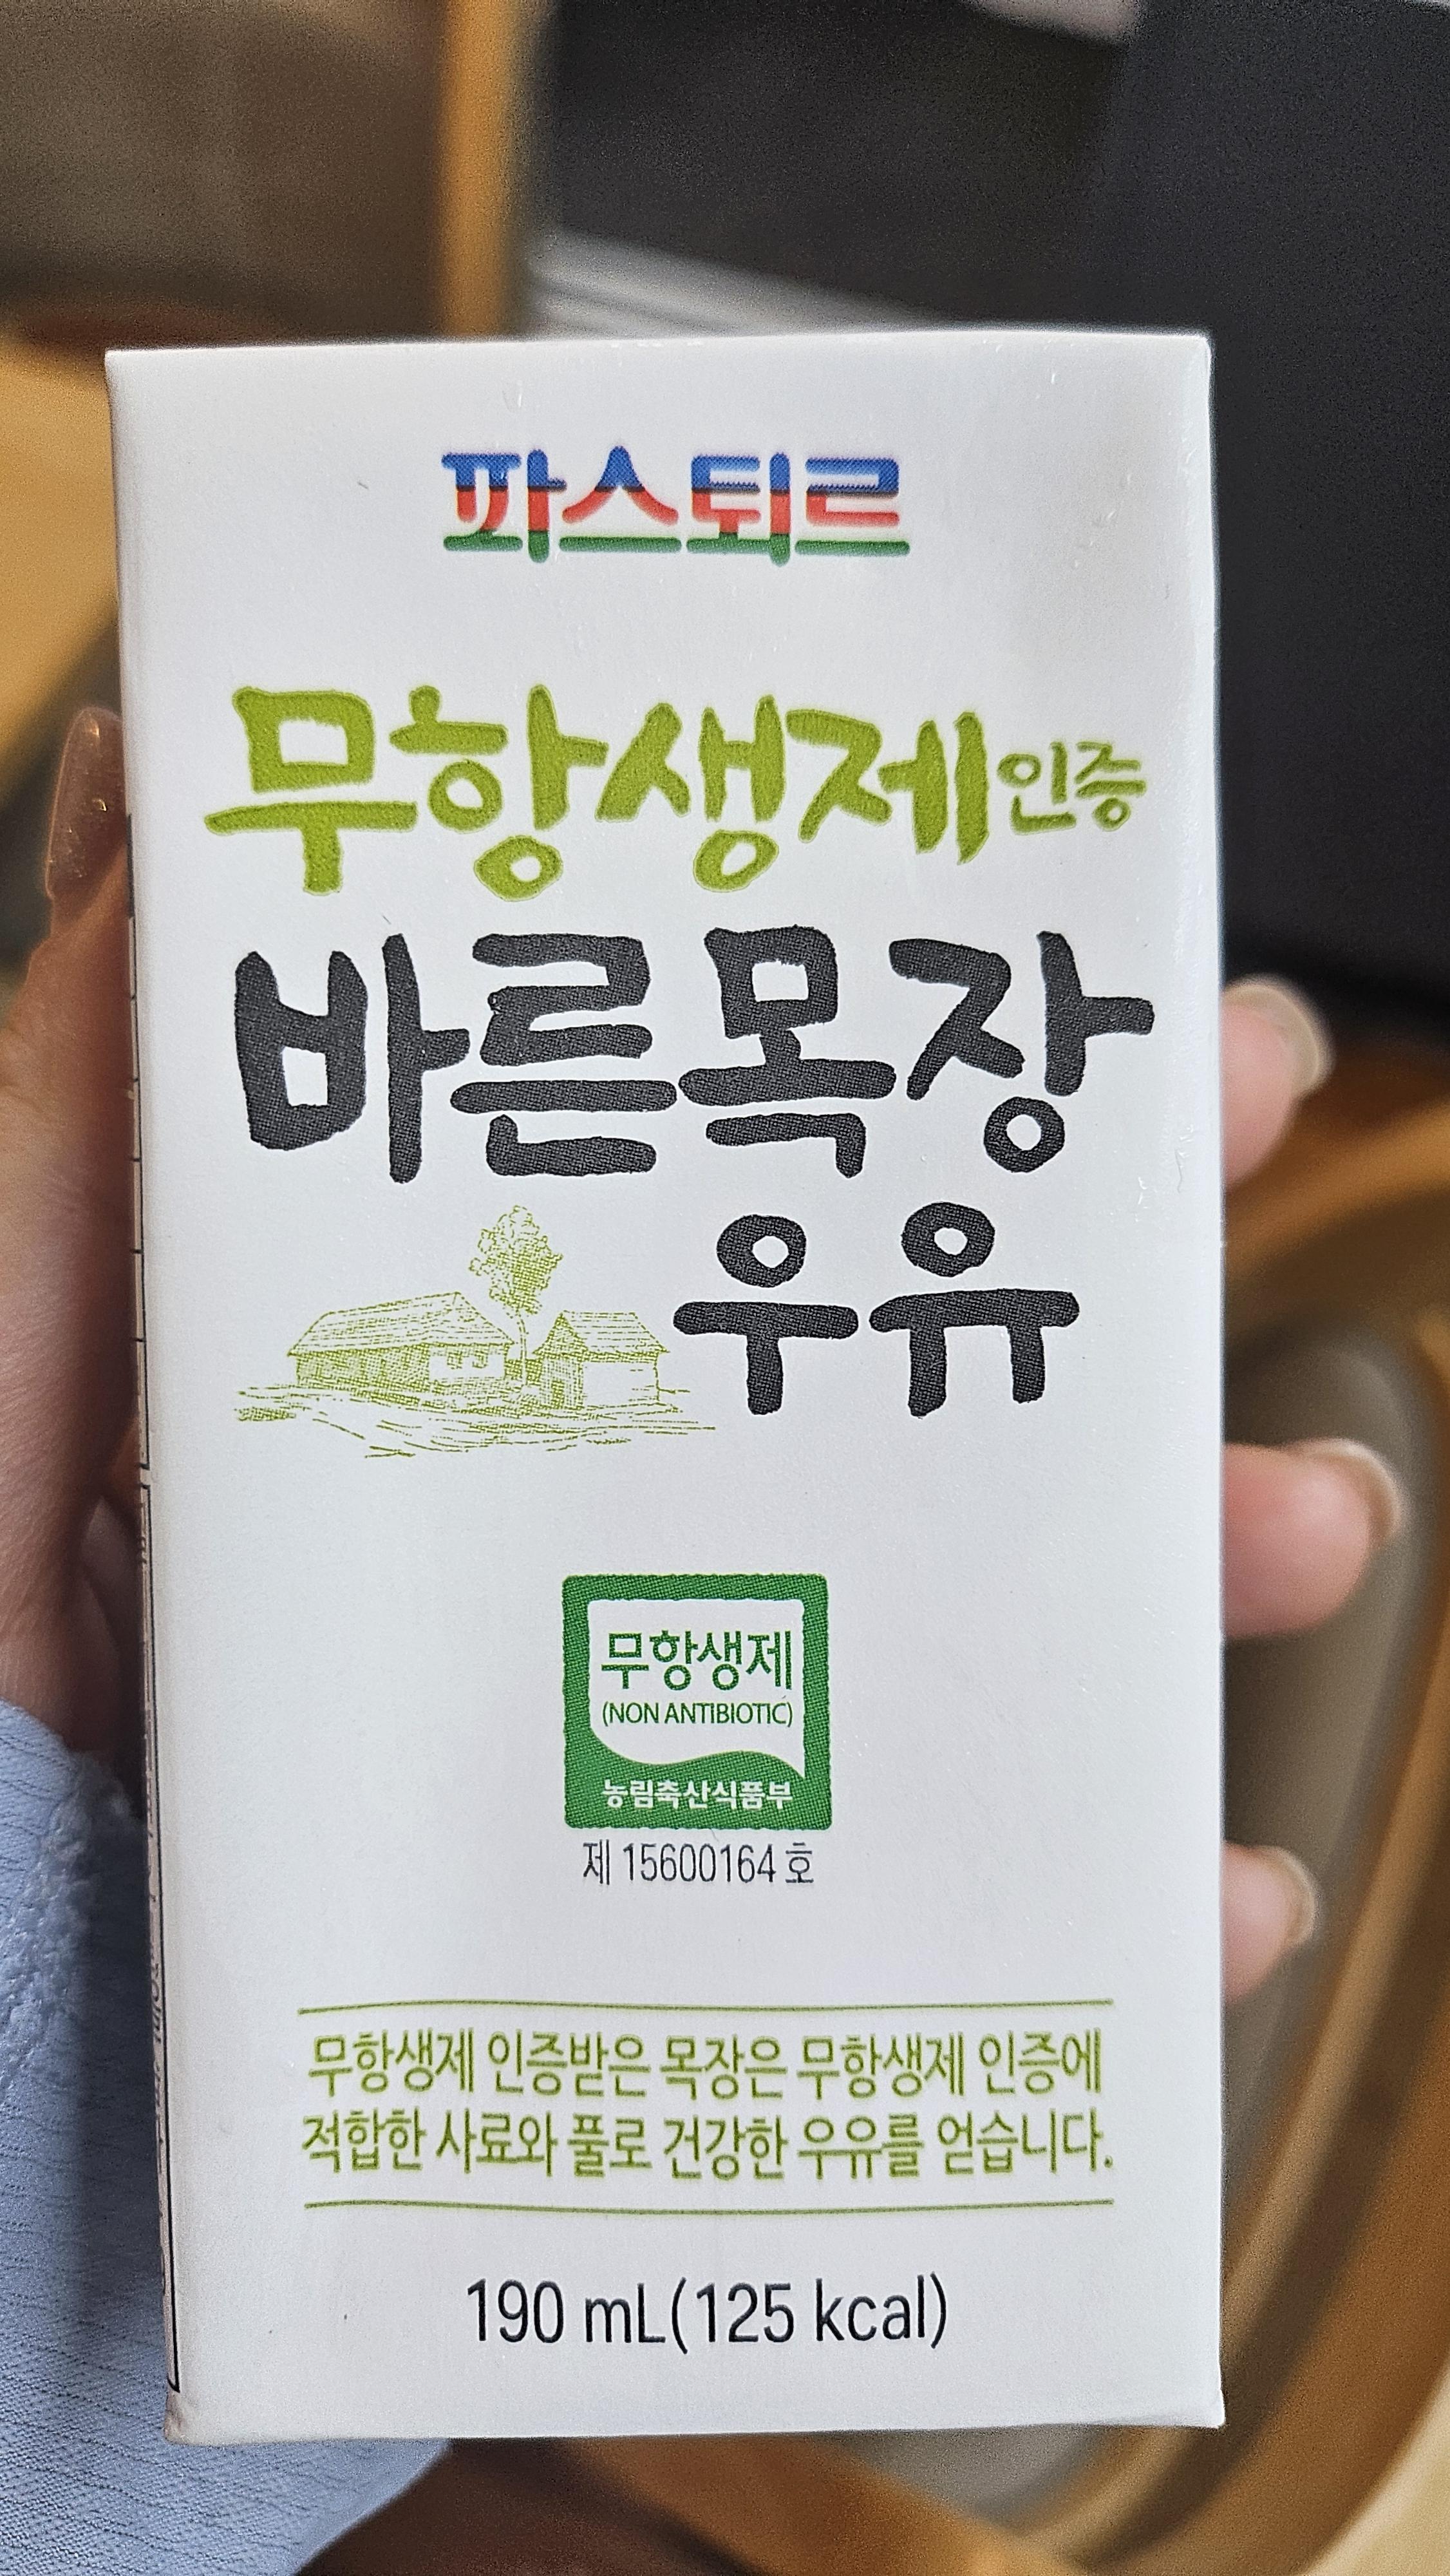 파스퇴르
무항생제인증
바른목장
우유
무항생제
(NON ANTIBIOTIC)
농림축산식품부
제 15600164 호
무항생제 인증받은 목장은 무항생제 인증에
적합한 사료와 풀로 건강한 우유를 얻습니다.
190 mL(125 kcal)